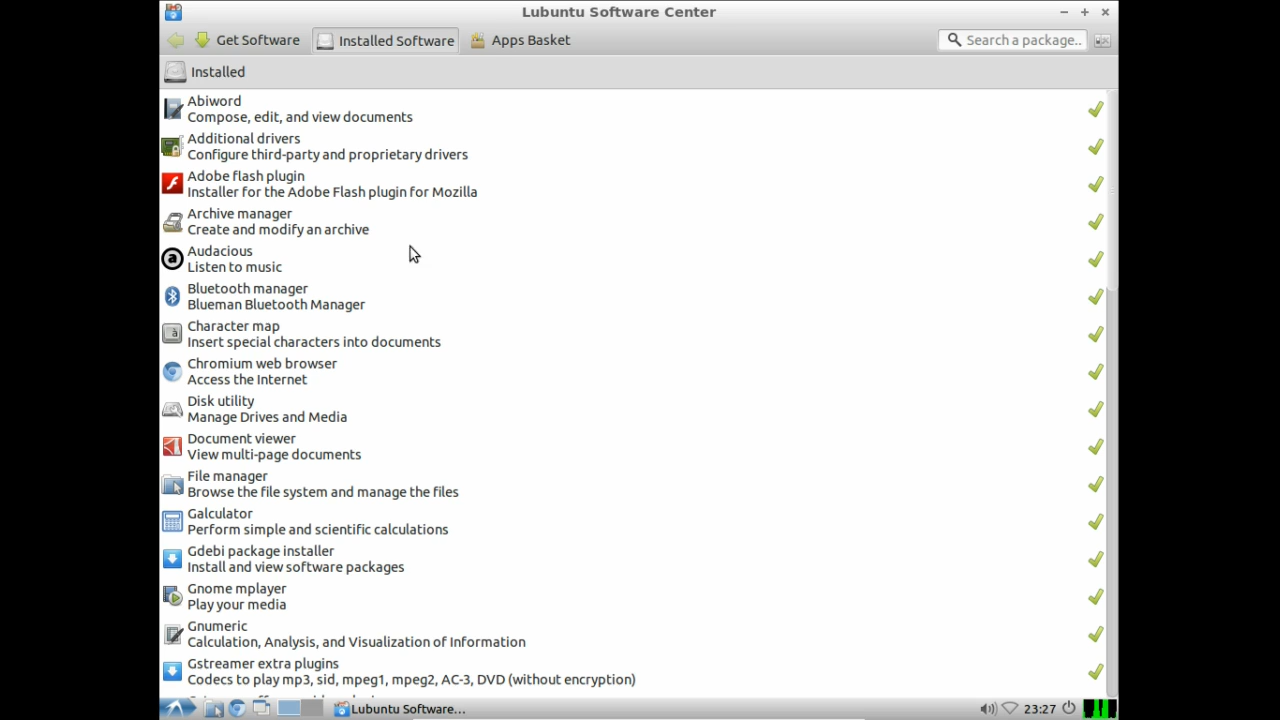 Lubuntu Software Center
Get Software
Installed Software
Apps Basket
Search a package..
Installed
Abiword
Compose, edit, and view documents
Additional drivers
Configure third-party and proprietary drivers
Adobe flash plugin
Installer for the Adobe Flash plugin for Mozilla
Archive manager
Create and modify an archive
Audacious
Listen to music
Bluetooth manager
Blueman Bluetooth Manager
Character map
Insert special characters into documents
Chromium web browser
Access the Internet
Disk utility
Manage Drives and Media
Document viewer
View multi-page documents
File manager
Browse the file system and manage the files
Galculator
Perform simple and scientific calculations
Gdebi package installer
Install and view software packages
Gnome mplayer
Play your media
Gnumeric
Calculation, Analysis, and Visualization of Information
Gstreamer extra plugins
Codecs to play mp3, sid, mpeg1, mpeg2, AC-3, DVD (without encryption)
Lubuntu Software...
23:27